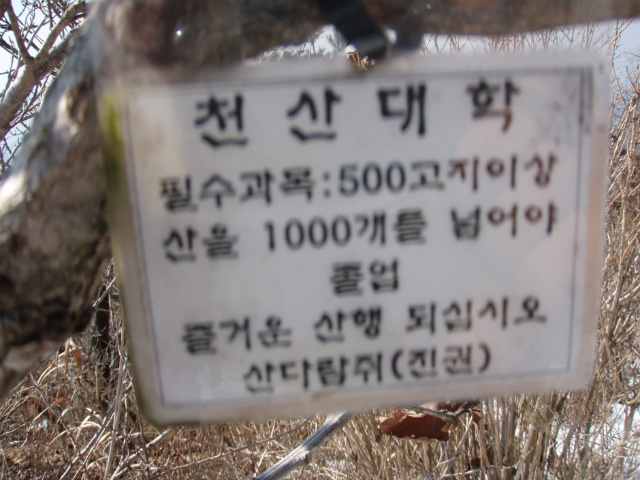 천산대학
필수과목:500고지이상
산을 1000개를 넘어야
졸업
즐거운 산행 되십시오
산다람쥐(진권)